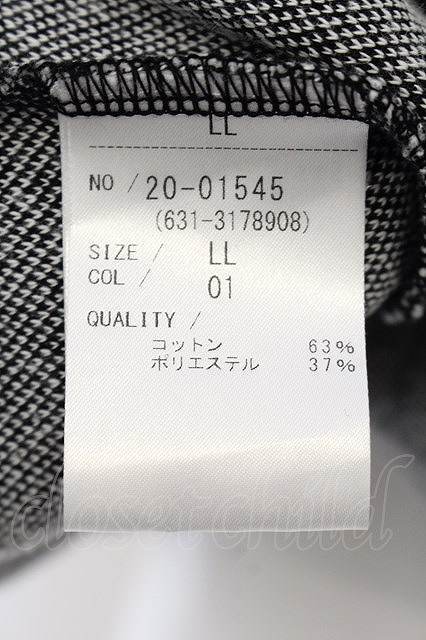 LL
NO / 20-01545
(631-3178908)
SIZE / LL
COL / 01
QUALITY /
コットン 63%
ポリエステル 37%
closetchild